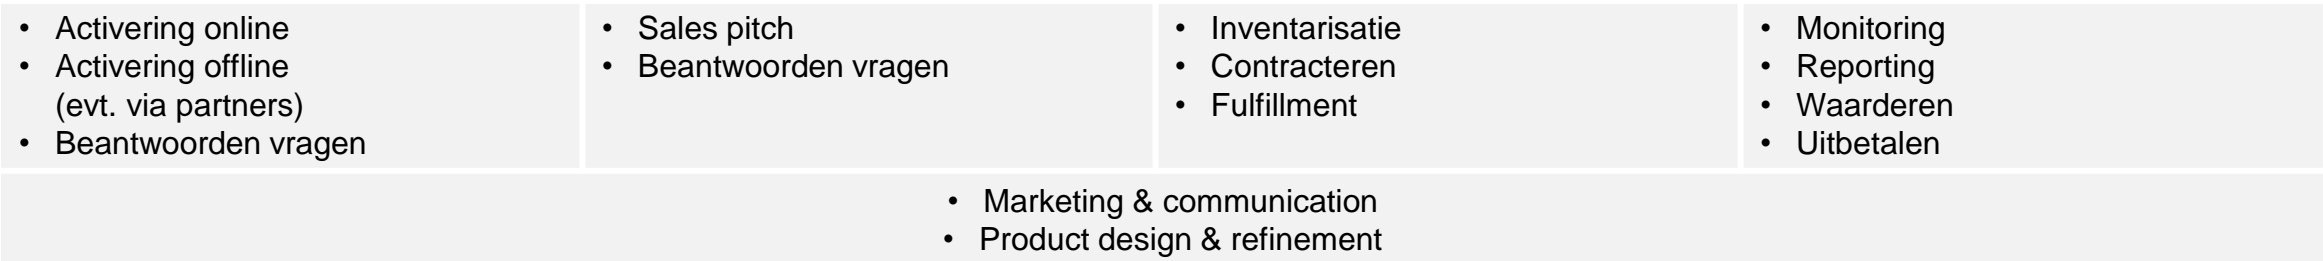 • Activering online
• Activering offline
(evt. via partners)
• Beantwoorden vragen
• Sales pitch
• Beantwoorden vragen
• Inventarisatie
• Contracteren
• Fulfillment
• Monitoring
• Reporting
• Waarderen
• Uitbetalen
• Marketing & communication
• Product design & refinement